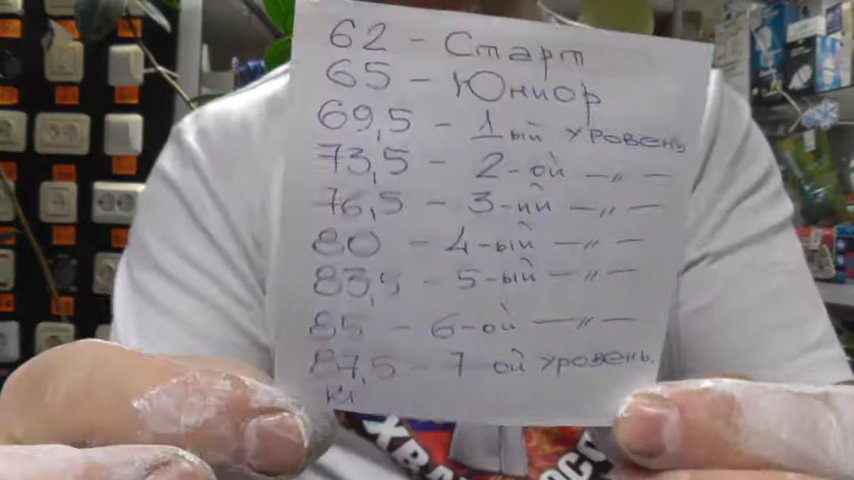 62 - Старт
65 - Юниор
69,5 - 1ый уровень
73,5 - 2-ой —〃—
76,5 - 3-ий —〃—
80 - 4-ый —〃—
83,5 - 5-ый —〃—
85 - 6-ой —〃—
87,5 - 7 ой уровень.
кг